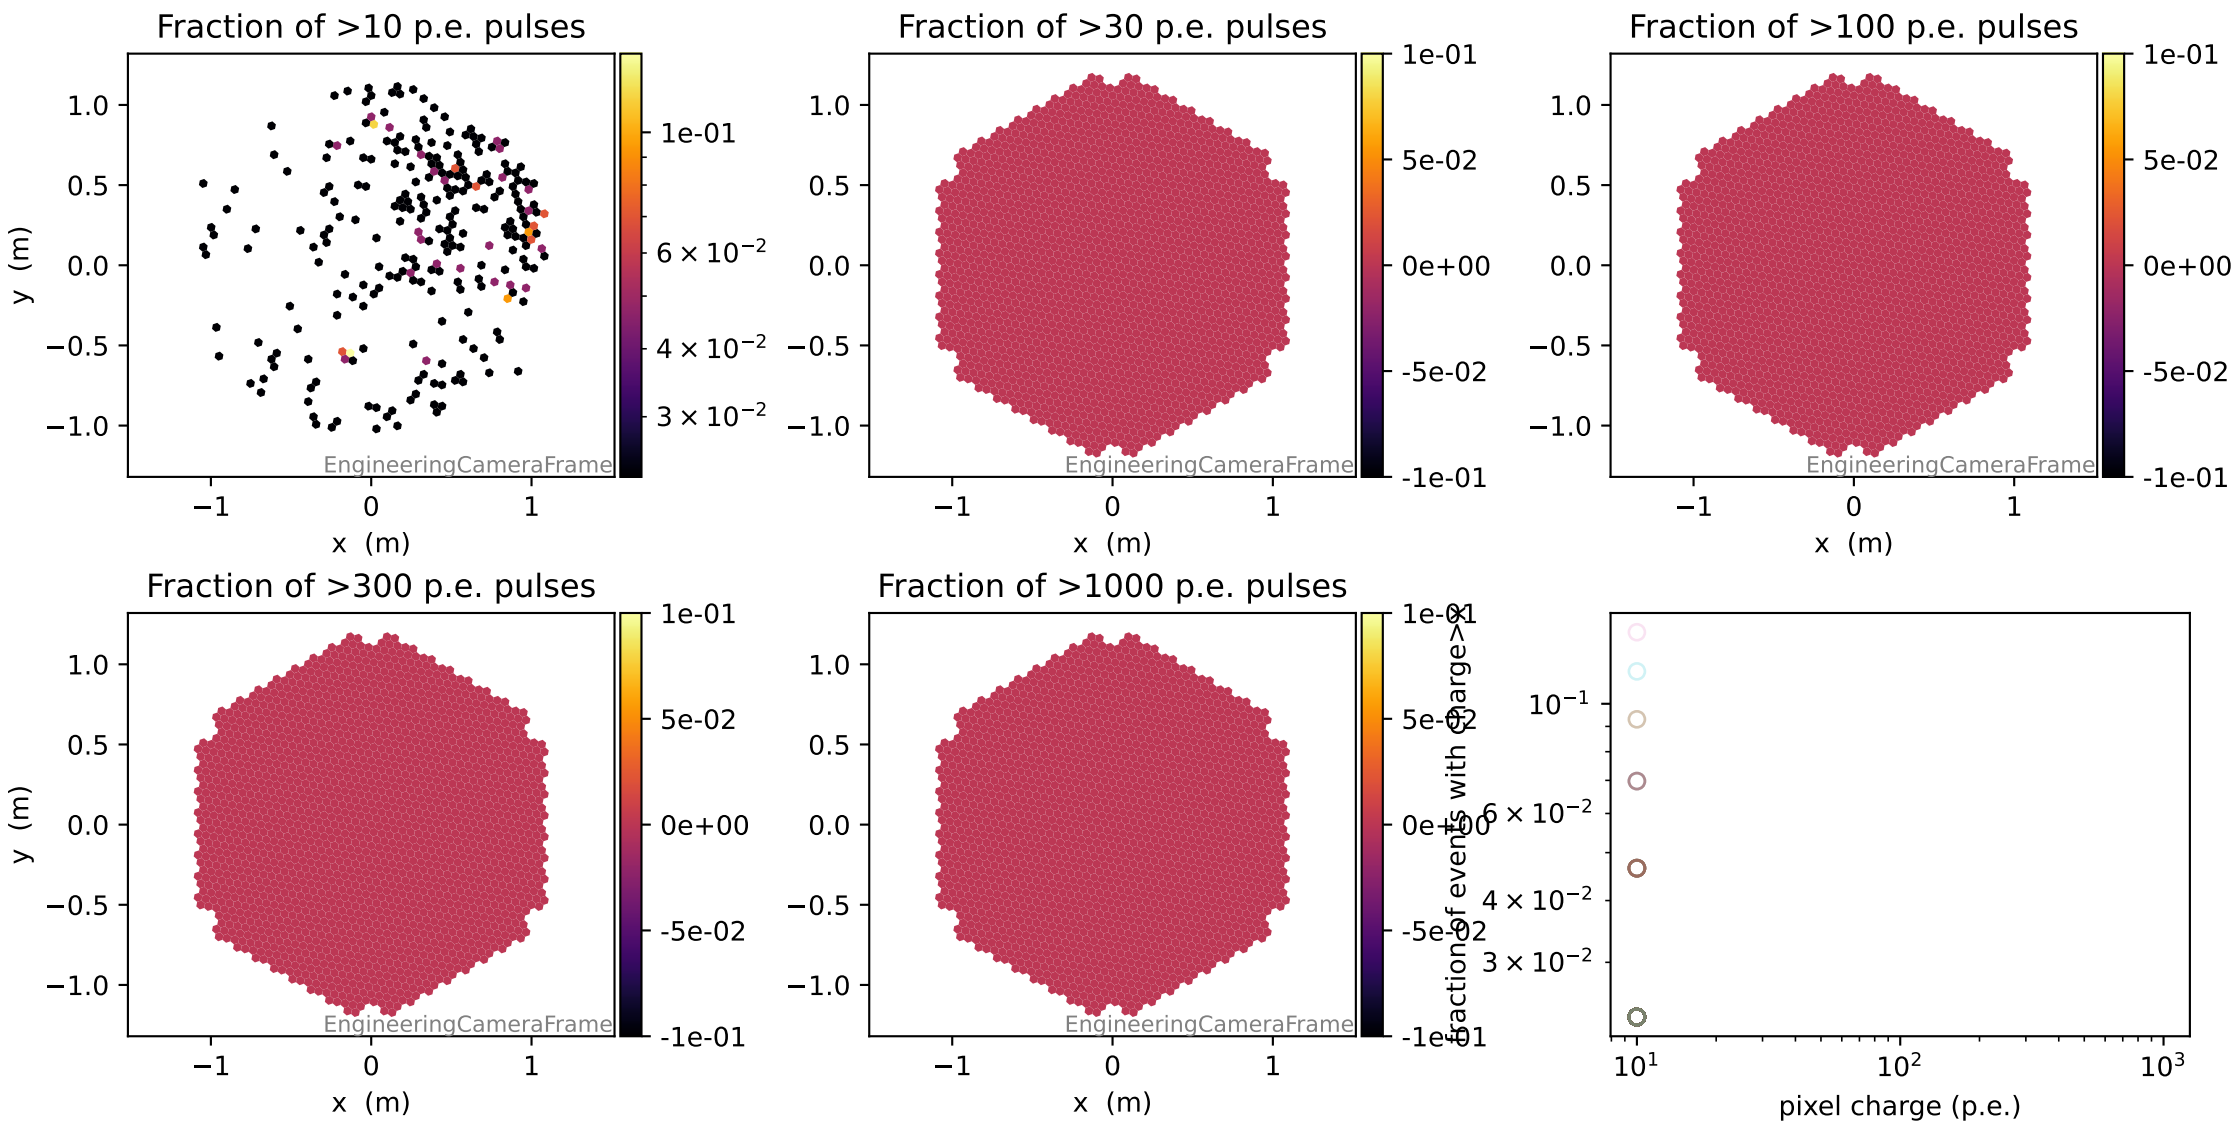 Fraction of >10 p.e. pulses
Fraction of >30 p.e. pulses
Fraction of >100 p.e. pulses
y (m)
1.0
0.5
0.0
−0.5
−1.0
EngineeringCameraFrame
−1
0
1
x (m)
1e-01
6 × 10⁻²
4 × 10⁻²
3 × 10⁻²
1.0
0.5
0.0
−0.5
−1.0
EngineeringCameraFrame
−1
0
1
x (m)
1e-01
5e-02
0e+00
-5e-02
-1e-01
1.0
0.5
0.0
−0.5
−1.0
EngineeringCameraFrame
−1
0
1
x (m)
1e-01
5e-02
0e+00
-5e-02
-1e-01
Fraction of >300 p.e. pulses
Fraction of >1000 p.e. pulses
y (m)
1.0
0.5
0.0
−0.5
−1.0
EngineeringCameraFrame
−1
0
1
x (m)
1e-01
5e-02
0e+00
-5e-02
-1e-01
1.0
0.5
0.0
−0.5
−1.0
EngineeringCameraFrame
−1
0
1
x (m)
1e-01
5e-02
0e+00
-5e-02
-1e-01
fraction of events with charge>x
10⁻¹
6 × 10⁻²
4 × 10⁻²
3 × 10⁻²
10¹
10²
10³
pixel charge (p.e.)